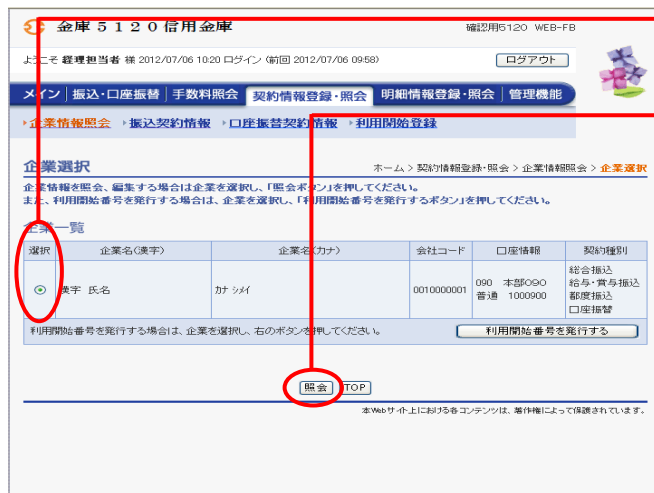 金庫５１２０信用金庫
確認用5120 WEB-FB
ようこそ 経理担当者 様 2012/07/06 10:20 ログイン (前回 2012/07/06 09:58)
ログアウト
メイン 振込・口座振替 手数料照会 契約情報登録・照会 明細情報登録・照会 管理機能
企業情報照会 振込契約情報 口座振替契約情報 利用開始登録
企業選択
ホーム > 契約情報登録・照会 > 企業情報照会 > 企業選択
企業情報を照会、編集する場合は企業を選択し、「照会ボタン」を押してください。
また、利用開始番号を発行する場合は、企業を選択し、「利用開始番号を発行するボタン」を押してください。
企業一覧
選択 企業名(漢字) 企業名(カナ) 会社コード 口座情報 契約種別
漢字 氏名 カナ シメイ 0010000001 090 本部090 普通 1000900
総合振込
給与・賞与振込
都度振込
口座振替
利用開始番号を発行する場合は、企業を選択し、右のボタンを押してください。 利用開始番号を発行する
照会 TOP
本Webサイト上における各コンテンツは、著作権によって保護されています。